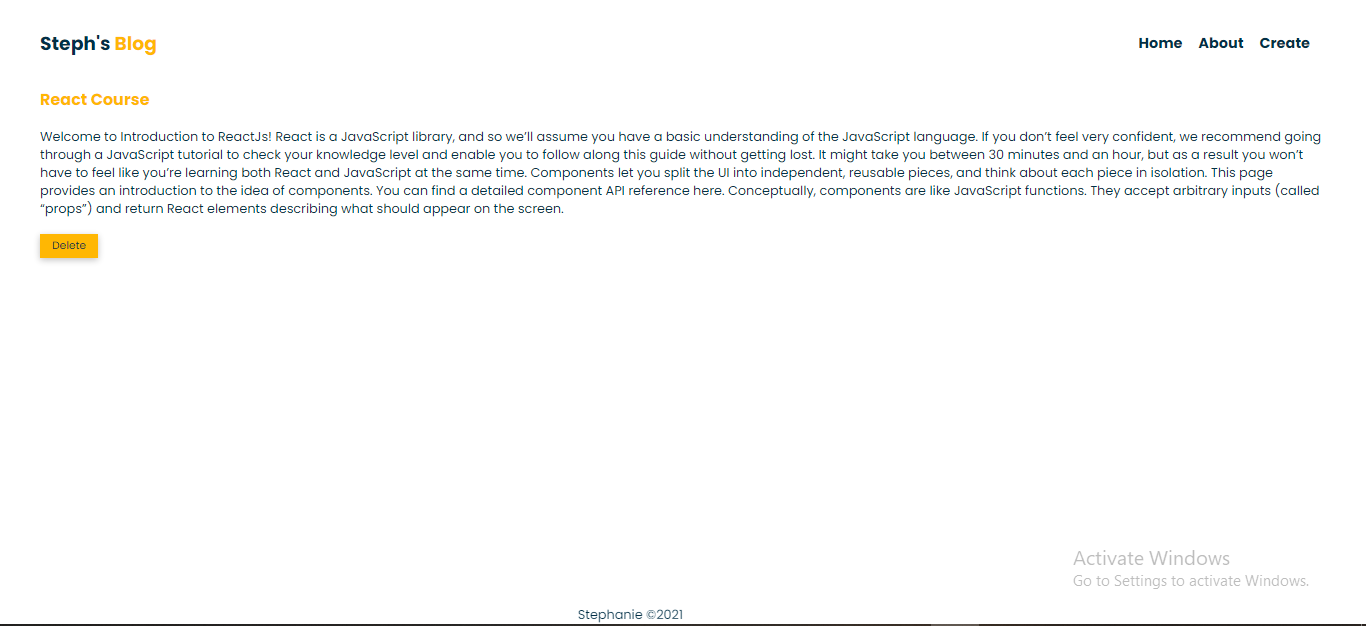 Steph's Blog
Home About Create
React Course
Welcome to Introduction to ReactJs! React is a JavaScript library, and so we’ll assume you have a basic understanding of the JavaScript language. If you don’t feel very confident, we recommend going
through a JavaScript tutorial to check your knowledge level and enable you to follow along this guide without getting lost. It might take you between 30 minutes and an hour, but as a result you won’t
have to feel like you’re learning both React and JavaScript at the same time. Components let you split the UI into independent, reusable pieces, and think about each piece in isolation. This page
provides an introduction to the idea of components. You can find a detailed component API reference here. Conceptually, components are like JavaScript functions. They accept arbitrary inputs (called
“props”) and return React elements describing what should appear on the screen.
Delete
Activate Windows
Go to Settings to activate Windows.
Stephanie ©2021